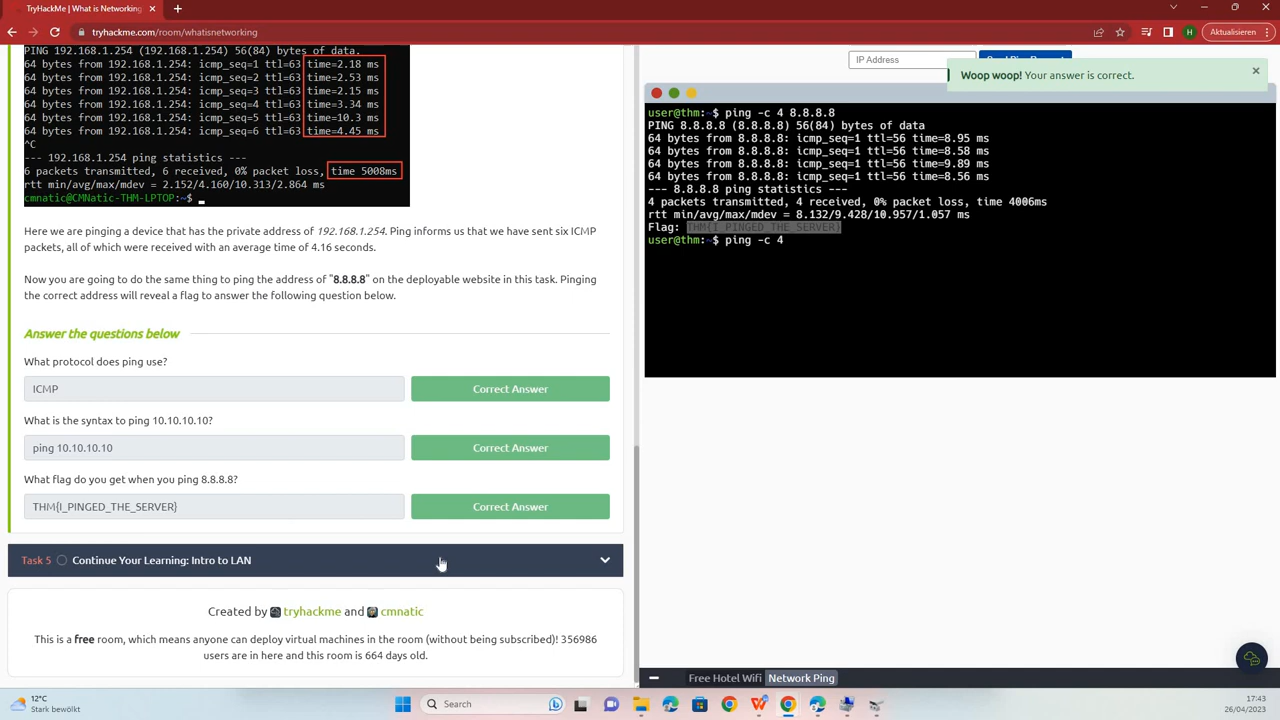 TryHackMe | What is Networking
tryhackme.com/room/whatisnetworking
H
Aktualisieren
PING 192.168.1.254 (192.168.1.254) 56(84) bytes of data.
64 bytes from 192.168.1.254: icmp_seq=1 ttl=63 time=2.18 ms
64 bytes from 192.168.1.254: icmp_seq=2 ttl=63 time=2.53 ms
64 bytes from 192.168.1.254: icmp_seq=3 ttl=63 time=2.15 ms
64 bytes from 192.168.1.254: icmp_seq=4 ttl=63 time=3.34 ms
64 bytes from 192.168.1.254: icmp_seq=5 ttl=63 time=10.3 ms
64 bytes from 192.168.1.254: icmp_seq=6 ttl=63 time=4.45 ms
^C
--- 192.168.1.254 ping statistics ---
6 packets transmitted, 6 received, 0% packet loss, time 5008ms
rtt min/avg/max/mdev = 2.152/4.160/10.313/2.864 ms
cmnatic@CMNatic-THM-LPTOP:~$
Here we are pinging a device that has the private address of 192.168.1.254. Ping informs us that we have sent six ICMP
packets, all of which were received with an average time of 4.16 seconds.
Now you are going to do the same thing to ping the address of "8.8.8.8" on the deployable website in this task. Pinging
the correct address will reveal a flag to answer the following question below.
Answer the questions below
What protocol does ping use?
ICMP
Correct Answer
What is the syntax to ping 10.10.10.10?
ping 10.10.10.10
Correct Answer
What flag do you get when you ping 8.8.8.8?
THM{I_PINGED_THE_SERVER}
Correct Answer
Task 5 Continue Your Learning: Intro to LAN
Created by tryhackme and cmnatic
This is a free room, which means anyone can deploy virtual machines in the room (without being subscribed)! 356986
users are in here and this room is 664 days old.
IP Address
Woop woop! Your answer is correct.
user@thm:~$ ping -c 4 8.8.8.8
PING 8.8.8.8 (8.8.8.8) 56(84) bytes of data
64 bytes from 8.8.8.8: icmp_seq=1 ttl=56 time=8.95 ms
64 bytes from 8.8.8.8: icmp_seq=1 ttl=56 time=8.58 ms
64 bytes from 8.8.8.8: icmp_seq=1 ttl=56 time=9.89 ms
64 bytes from 8.8.8.8: icmp_seq=1 ttl=56 time=8.56 ms
--- 8.8.8.8 ping statistics ---
4 packets transmitted, 4 received, 0% packet loss, time 4006ms
rtt min/avg/max/mdev = 8.132/9.428/10.957/1.057 ms
Flag: THM{I_PINGED_THE_SERVER}
user@thm:~$ ping -c 4
Free Hotel Wifi Network Ping
12°C
Stark bewölkt
Search
17:43
26/04/2023